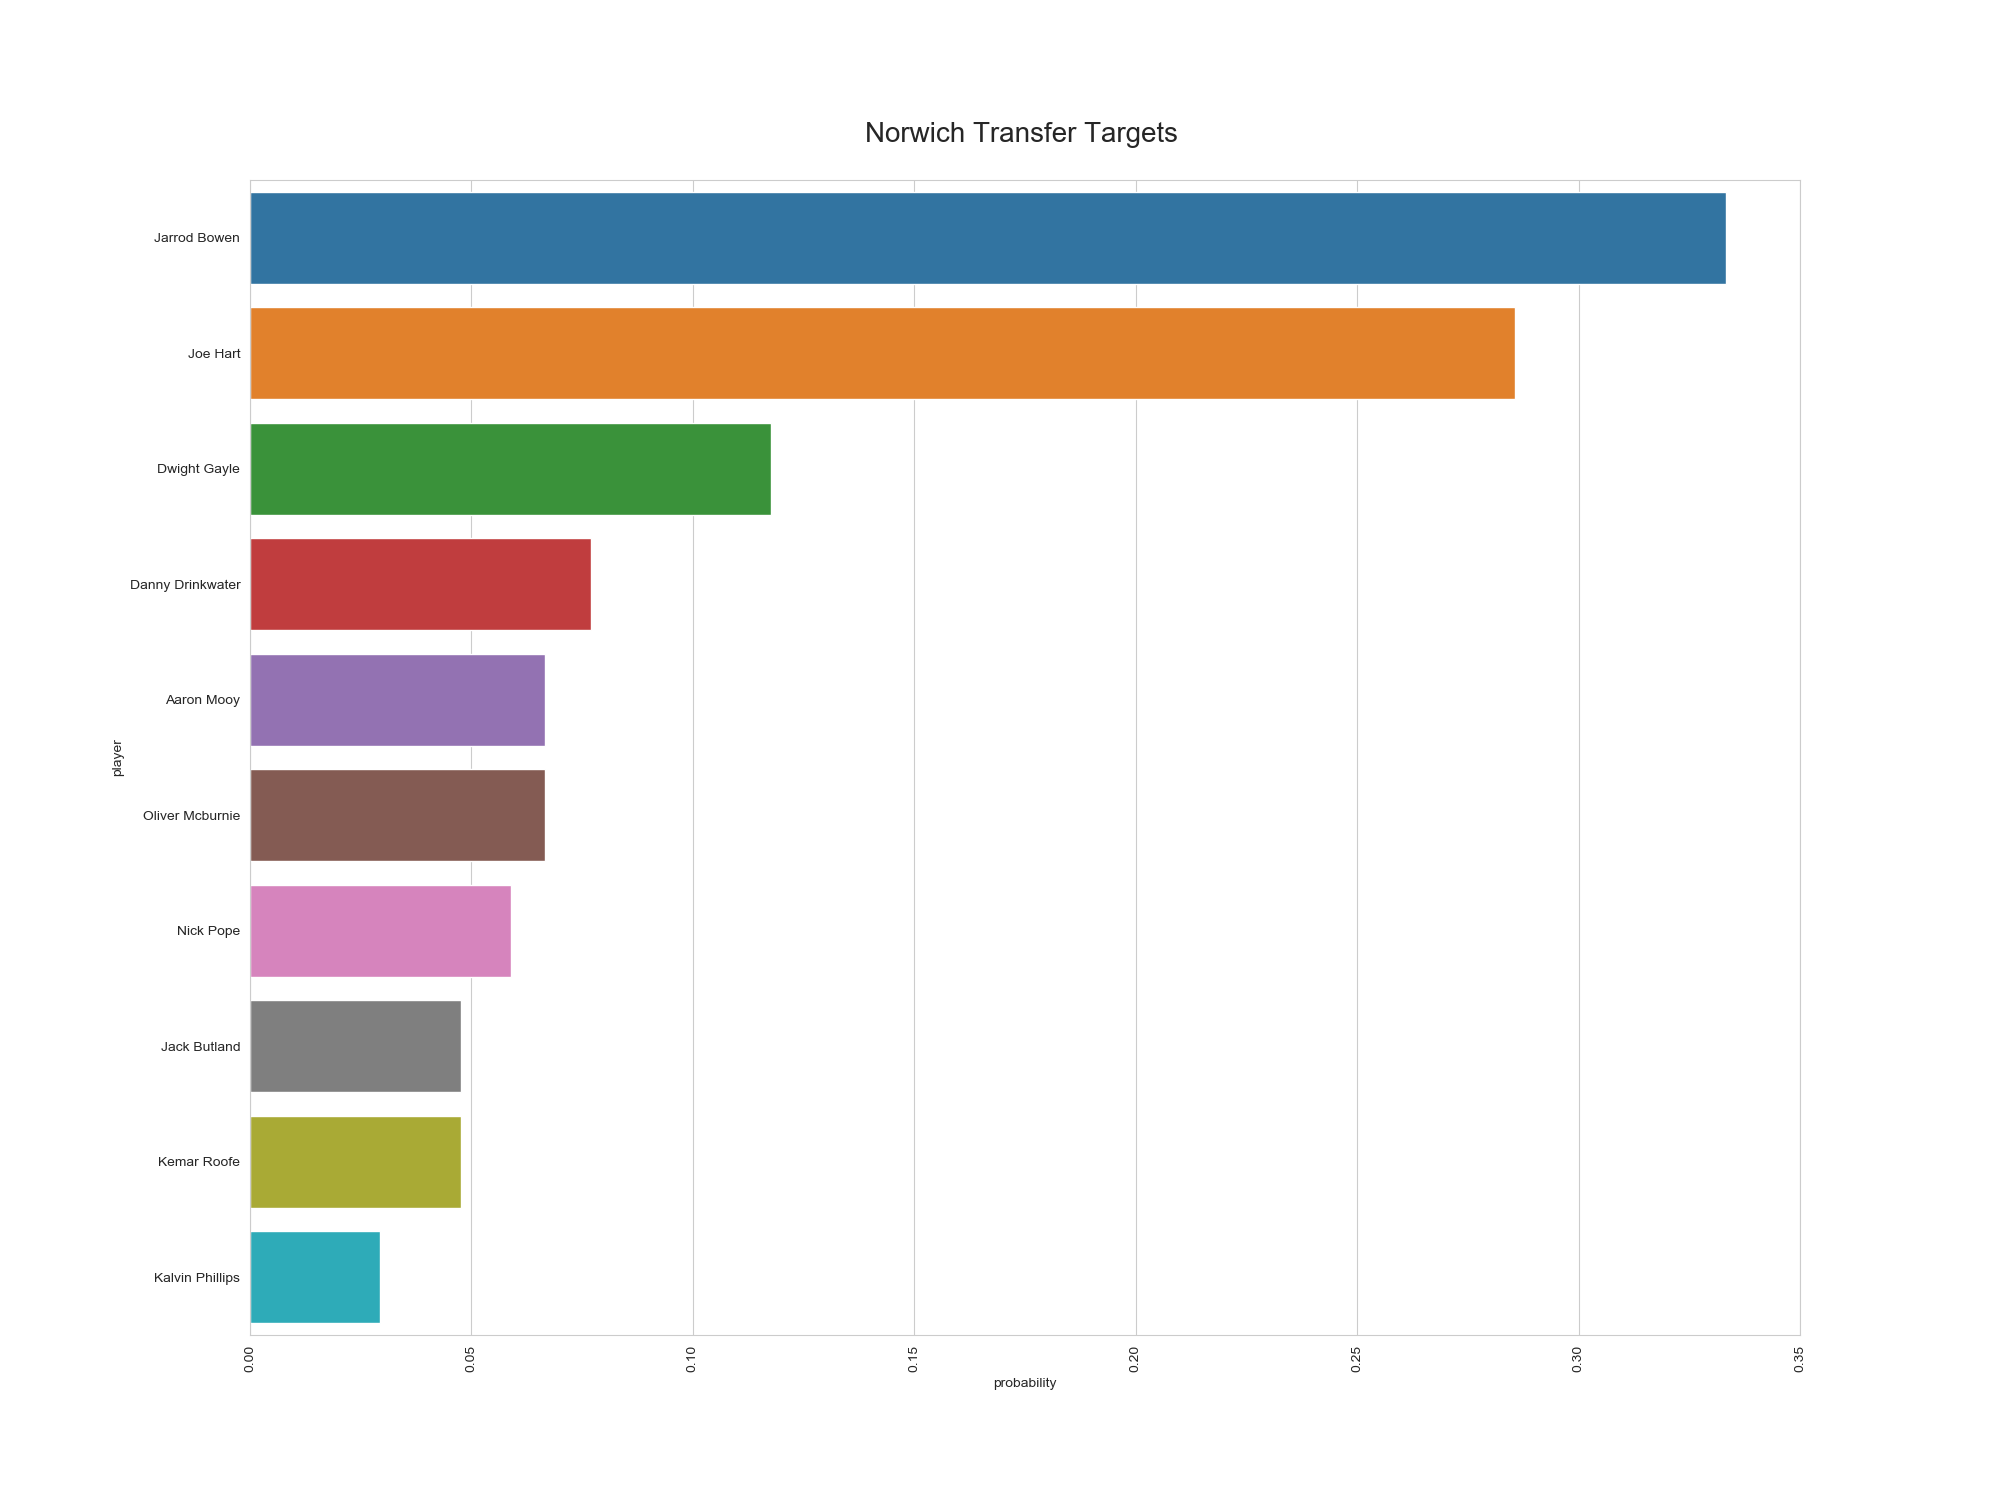 Norwich Transfer Targets
Jarrod Bowen
Joe Hart
Dwight Gayle
Danny Drinkwater
Aaron Mooy
Oliver Mcburnie
Nick Pope
Jack Butland
Kemar Roofe
Kalvin Phillips
player
0.00 0.05 0.10 0.15 0.20 0.25 0.30 0.35
probability